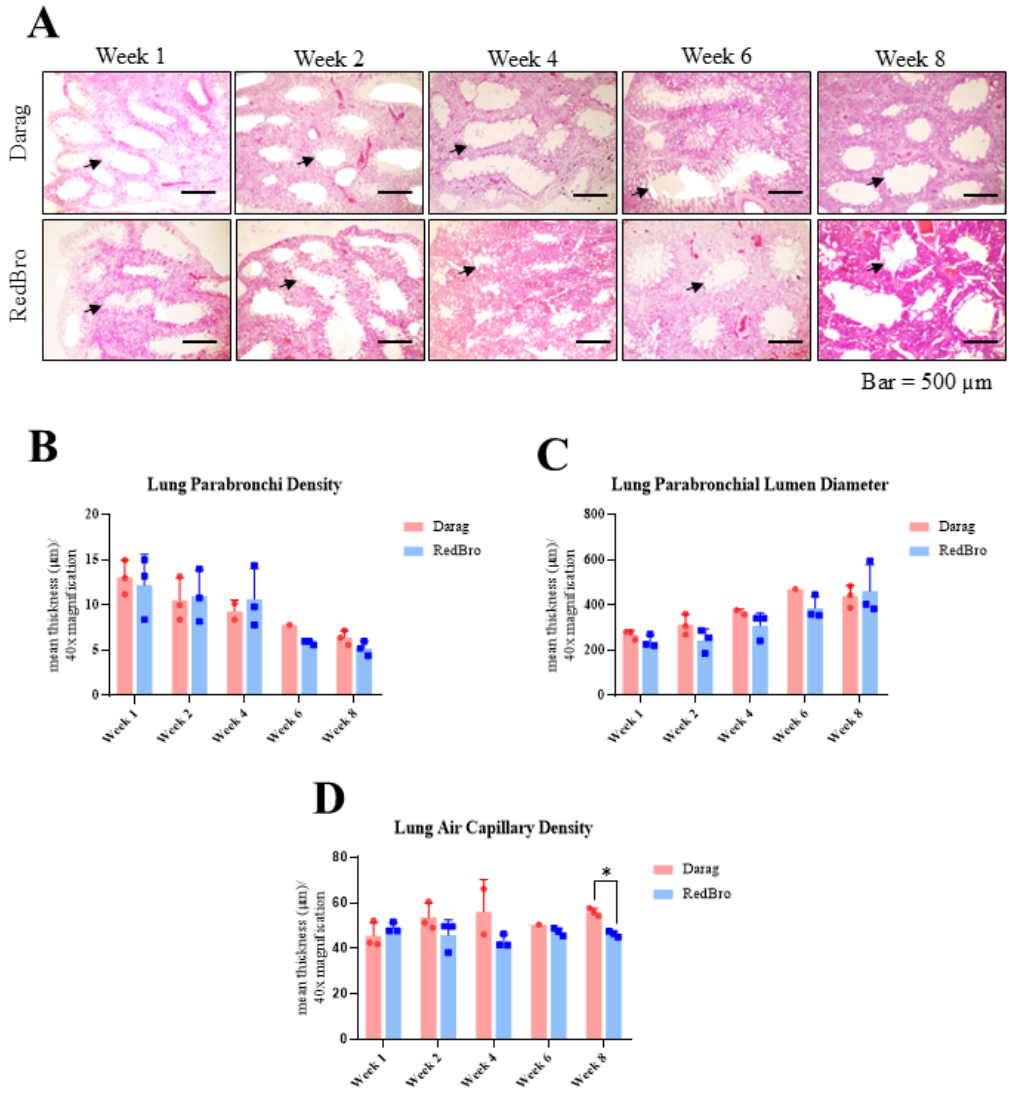 A
Week 1 Week 2 Week 4 Week 6 Week 8
Darag
RedBro
Bar = 500 µm
B
Lung Parabronchi Density
mean thickness (µm)/
40x magnification
20
15
10
5
0
Darag
RedBro
Week 1 Week 2 Week 4 Week 6 Week 8
C
Lung Parabronchial Lumen Diameter
mean thickness (µm)/
40x magnification
800
600
400
200
0
Darag
RedBro
Week 1 Week 2 Week 4 Week 6 Week 8
D
Lung Air Capillary Density
mean thickness (µm)/
40x magnification
80
60
40
20
0
*
Darag
RedBro
Week 1 Week 2 Week 4 Week 6 Week 8